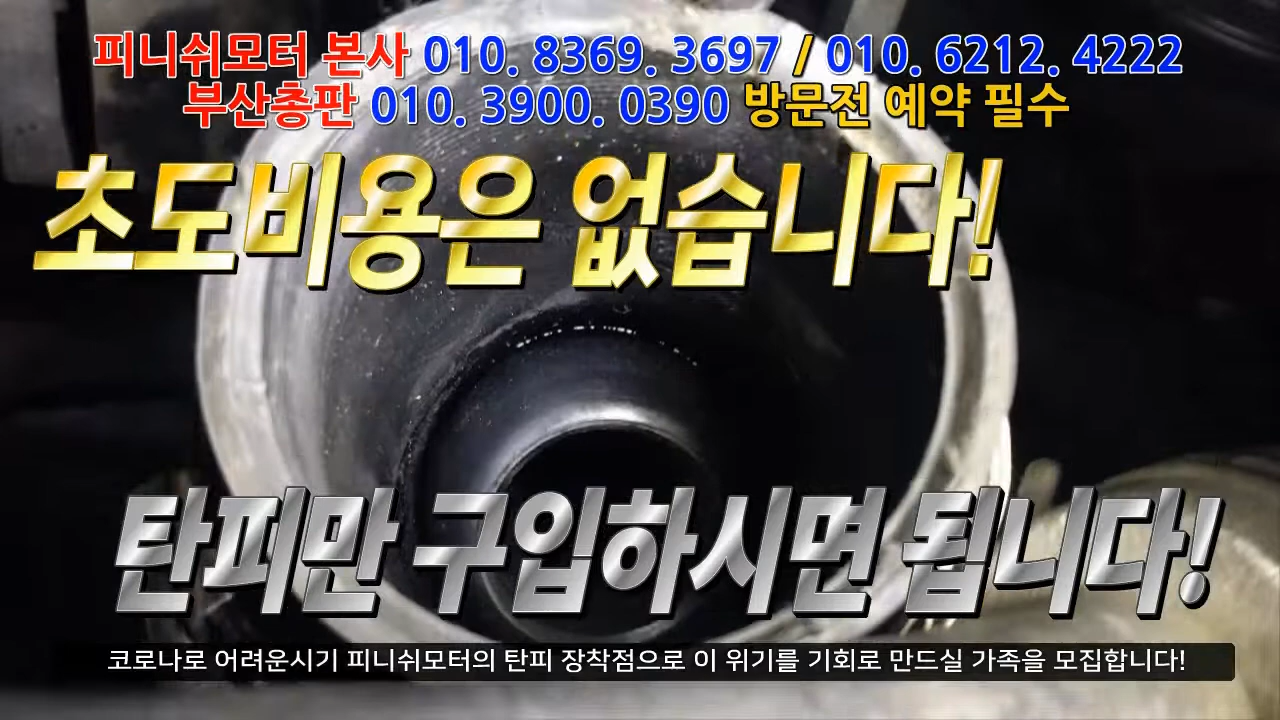 피니쉬모터 본사 010. 8369. 3697 / 010. 6212. 4222
부산총판 010. 3900. 0390 방문전 예약 필수
초도비용은 없습니다!
탄피만 구입하시면 됩니다!
코로나로 어려운시기 피니쉬모터의 탄피 장착점으로 이 위기를 기회로 만드실 가족을 모집합니다!